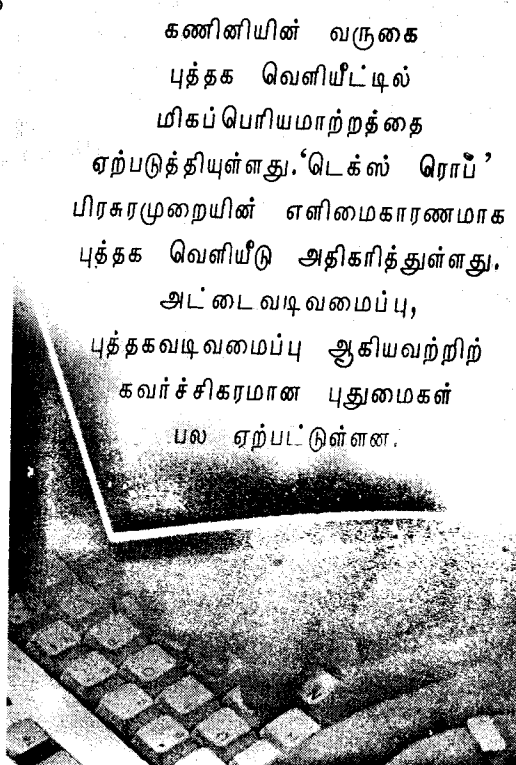 கணினியின் வருகை
புத்தக வெளியீட்டில்
மிகப்பெரியமாற்றத்தை
ஏற்படுத்தியுள்ளது.‘டெக்ஸ் ரொப்’
பிரசுரமுறையின் எளிமைகாரணமாக
புத்தக வெளியீடு அதிகரித்துள்ளது.
அட்டைவடிவமைப்பு,
புத்தகவடிவமைப்பு ஆகியவற்றிற்
கவர்ச்சிகரமான புதுமைகள்
பல ஏற்பட்டுள்ளன.